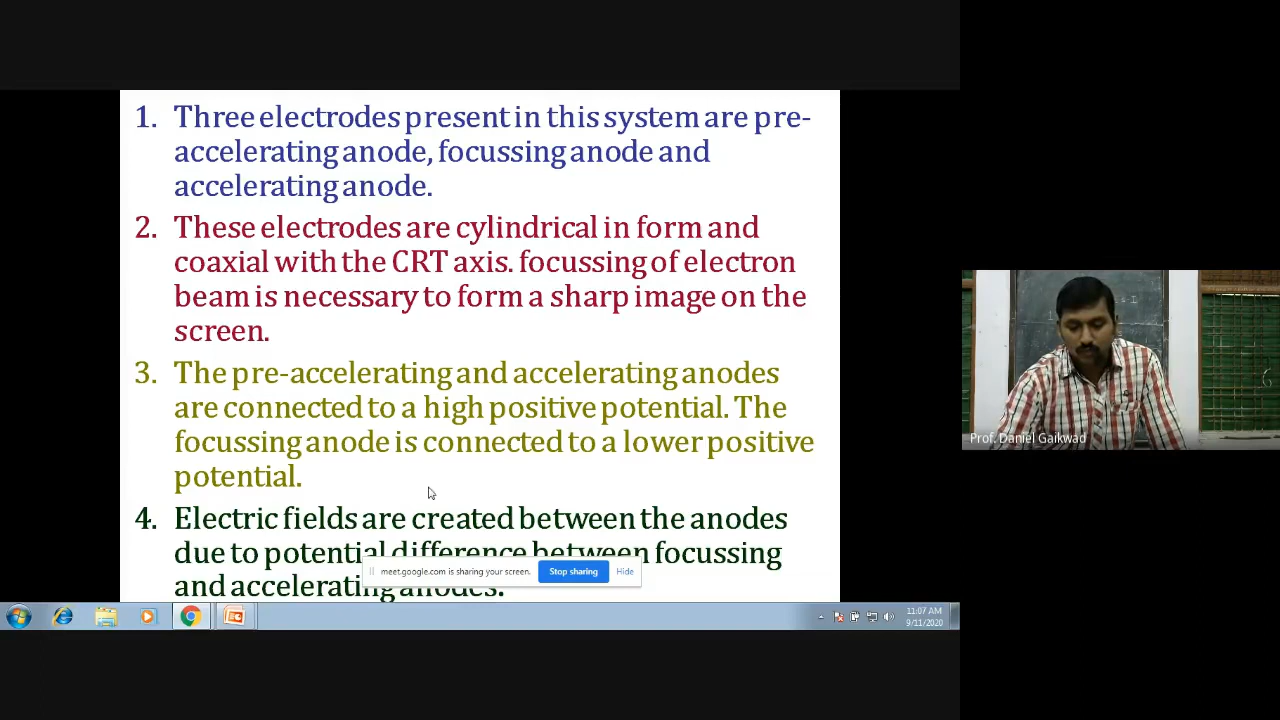 1. Three electrodes present in this system are pre-
accelerating anode, focussing anode and
accelerating anode.
2. These electrodes are cylindrical in form and
coaxial with the CRT axis. focussing of electron
beam is necessary to form a sharp image on the
screen.
3. The pre-accelerating and accelerating anodes
are connected to a high positive potential. The
focussing anode is connected to a lower positive
potential.
4. Electric fields are created between the anodes
due to potential difference between focussing
and accelerating anodes.
meet.google.com is sharing your screen. Stop sharing Hide
11:07 AM
9/11/2020
Prof. Daniel Gaikwad